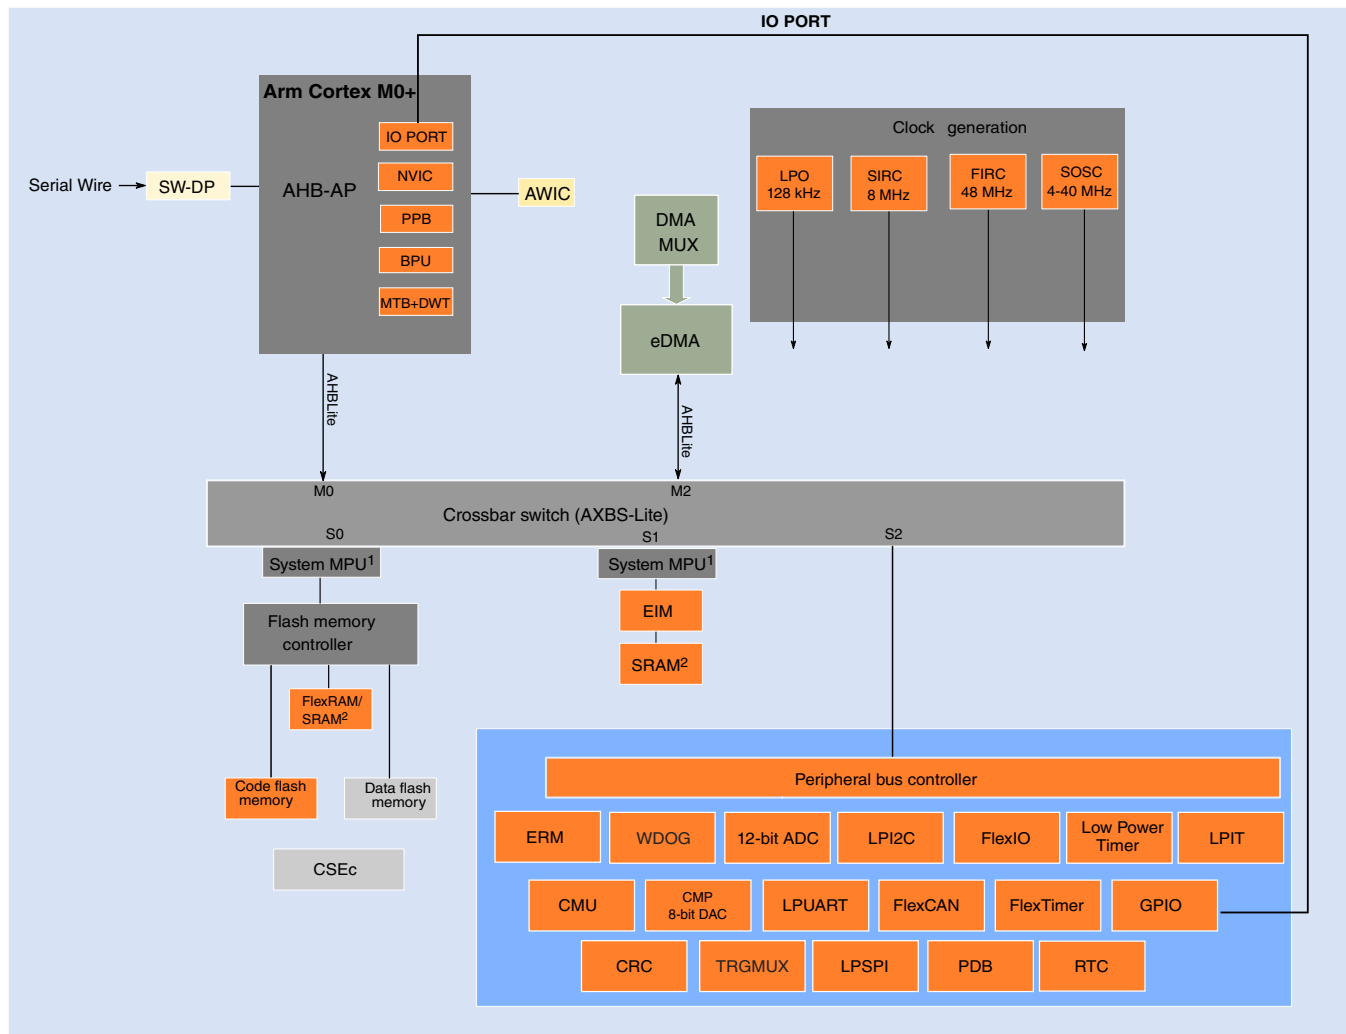 IO PORT
Arm Cortex M0+
IO PORT
NVIC
PPB
BPU
MTB+DWT
AHB-AP
Serial Wire
SW-DP
AWIC
DMA
MUX
eDMA
Clock generation
LPO
128 kHz
SIRC
8 MHz
FIRC
48 MHz
SOSC
4-40 MHz
AHBLite
AHBLite
M0
M2
Crossbar switch (AXBS-Lite)
S0
S1
S2
System MPU1
System MPU1
Flash memory
controller
EIM
SRAM2
FlexRAM/
SRAM2
Code flash
memory
Data flash
memory
CSEc
Peripheral bus controller
ERM
WDOG
12-bit ADC
LPI2C
FlexIO
Low Power
Timer
LPIT
CMU
CMP
8-bit DAC
LPUART
FlexCAN
FlexTimer
GPIO
CRC
TRGMUX
LPSPI
PDB
RTC